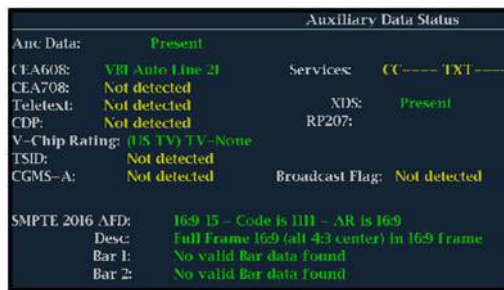 Auxiliary Data Status
Anc Data: Present
CEA608: VBI Auto Line 21 Services: CC---- TXT----
CEA708: Not detected
Teletext: Not detected XDS: Present
CDP: Not detected RP207:
V-Chip Rating: (US TV) TV-None
TSID: Not detected
CGMS-A: Not detected Broadcast Flag: Not detected
SMPTE 2016 AFD: 16:9 15 - Code is 1111 - AR is 16:9
Desc: Full Frame 16:9 (alt 4:3 center) in 16:9 frame
Bar 1: No valid Bar data found
Bar 2: No valid Bar data found